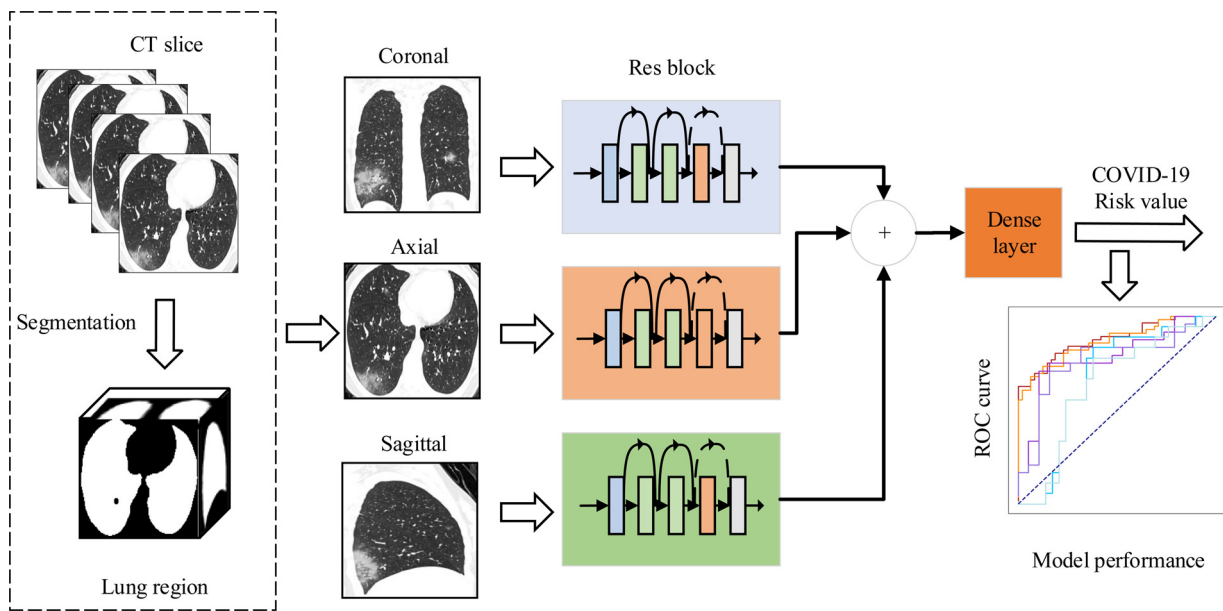 CT slice
Segmentation
Lung region
Coronal
Axial
Sagittal
Res block
+
Dense
layer
COVID-19
Risk value
ROC curve
Model performance